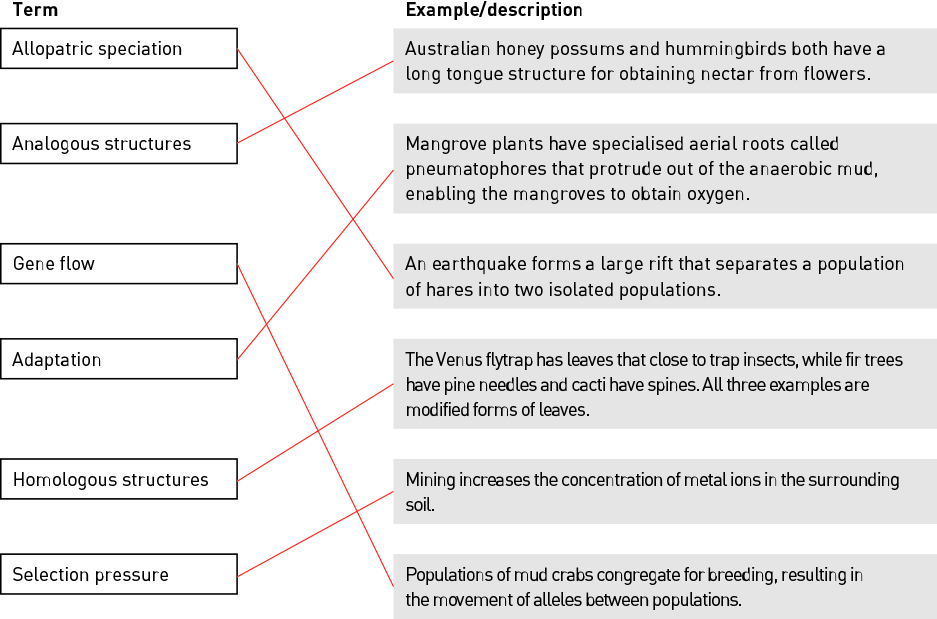 Term
Example/description
Allopatric speciation
Australian honey possums and hummingbirds both have a
long tongue structure for obtaining nectar from flowers.
Analogous structures
Mangrove plants have specialised aerial roots called
pneumatophores that protrude out of the anaerobic mud,
enabling the mangroves to obtain oxygen.
Gene flow
An earthquake forms a large rift that separates a population
of hares into two isolated populations.
Adaptation
The Venus flytrap has leaves that close to trap insects, while fir trees
have pine needles and cacti have spines. All three examples are
modified forms of leaves.
Homologous structures
Mining increases the concentration of metal ions in the surrounding
soil.
Selection pressure
Populations of mud crabs congregate for breeding, resulting in
the movement of alleles between populations.